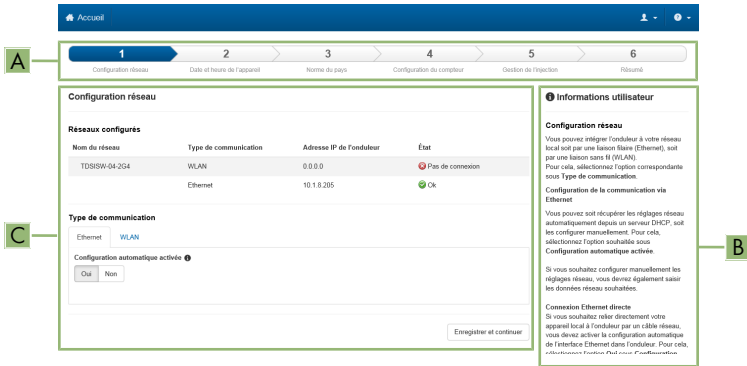 Accueil
1 2 3 4 5 6
Configuration réseau Date et heure de l'appareil Norme du pays Configuration du compteur Gestion de l'injection Résumé
A
Configuration réseau
Réseaux configurés
Nom du réseau Type de communication Adresse IP de l'onduleur État
TDSISW-04-2G4 WLAN 0.0.0.0 Pas de connexion
Ethernet 10.1.8.205 Ok
Type de communication
Ethernet WLAN
Configuration automatique activée
Oui Non
Enregistrer et continuer
C
Informations utilisateur
Configuration réseau
Vous pouvez intégrer l'onduleur à votre réseau
local soit par une liaison filaire (Ethernet), soit
par une liaison sans fil (WLAN).
Pour cela, sélectionnez l'option correspondante
sous Type de communication.
Configuration de la communication via
Ethernet
Vous pouvez soit récupérer les réglages réseau
automatiquement depuis un serveur DHCP, soit
les configurer manuellement. Pour cela,
sélectionnez l'option souhaitée sous
Configuration automatique activée.
Si vous souhaitez configurer manuellement les
réglages réseau, vous devrez également saisir
les données réseau souhaitées.
Connexion Ethernet directe
Si vous souhaitez relier directement votre
appareil local à l'onduleur par un câble réseau,
vous devez activer la configuration automatique
de l'interface Ethernet dans l'onduleur. Pour cela,
sélectionnez l'option Oui sous Configuration
B